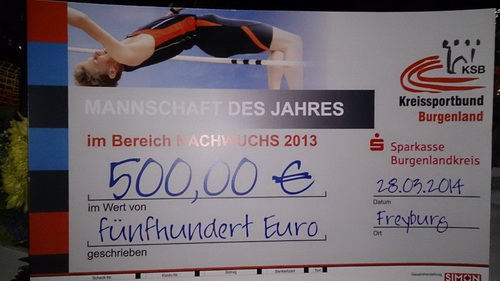 KSB
Kreissportbund
Burgenland
MANNSCHAFT DES JAHRES
im Bereich NACHWUCHS 2013
Sparkasse
Burgenlandkreis
500,00 €
28.03.2014
im Wert von
Datum
fünfhundert Euro
Freyburg
Ort
geschrieben
SIMON